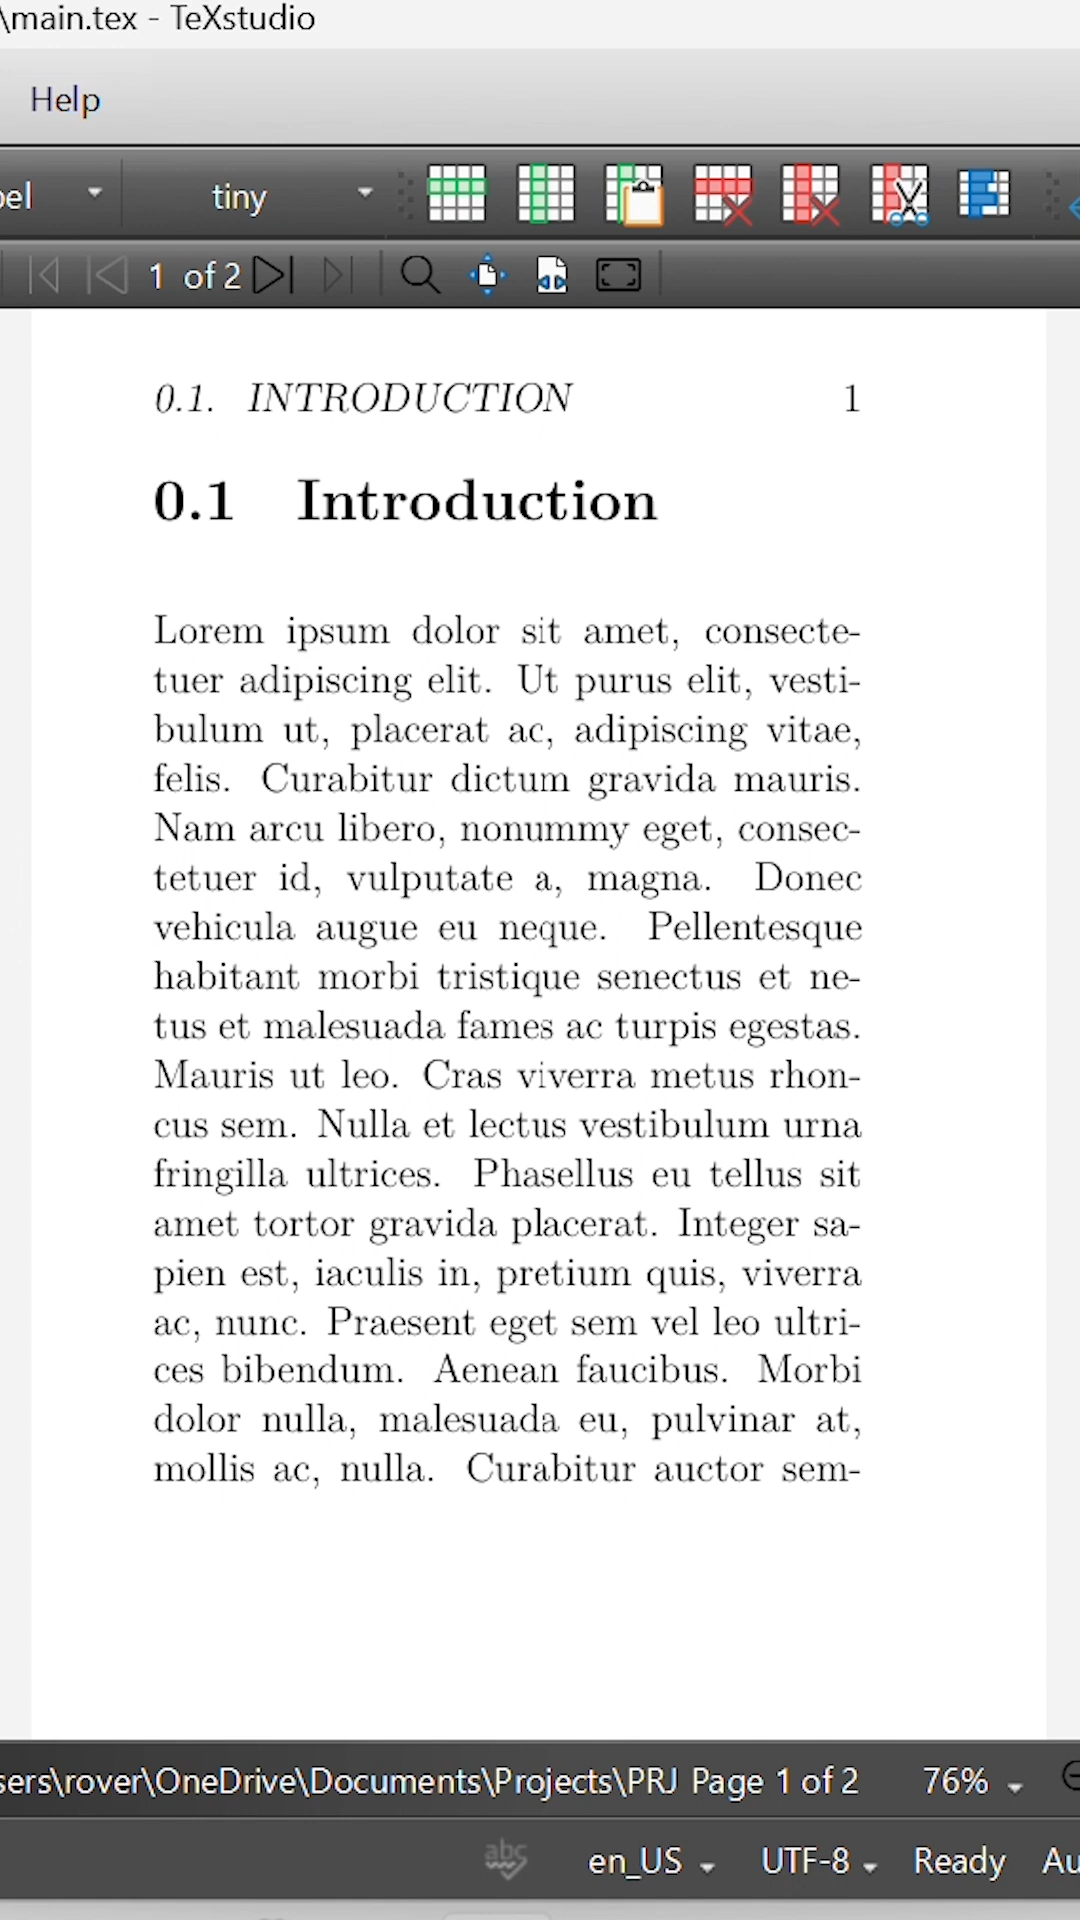 \main.tex - TeXstudio
Help
tiny
1 of 2
0.1. INTRODUCTION 1
0.1 Introduction
Lorem ipsum dolor sit amet, consecte-
tuer adipiscing elit. Ut purus elit, vesti-
bulum ut, placerat ac, adipiscing vitae,
felis. Curabitur dictum gravida mauris.
Nam arcu libero, nonummy eget, consec-
tetuer id, vulputate a, magna. Donec
vehicula augue eu neque. Pellentesque
habitant morbi tristique senectus et ne-
tus et malesuada fames ac turpis egestas.
Mauris ut leo. Cras viverra metus rhon-
cus sem. Nulla et lectus vestibulum urna
fringilla ultrices. Phasellus eu tellus sit
amet tortor gravida placerat. Integer sa-
pien est, iaculis in, pretium quis, viverra
ac, nunc. Praesent eget sem vel leo ultri-
ces bibendum. Aenean faucibus. Morbi
dolor nulla, malesuada eu, pulvinar at,
mollis ac, nulla. Curabitur auctor sem-
sers\rover\OneDrive\Documents\Projects\PRJ Page 1 of 2 76%
abc en_US UTF-8 Ready Au